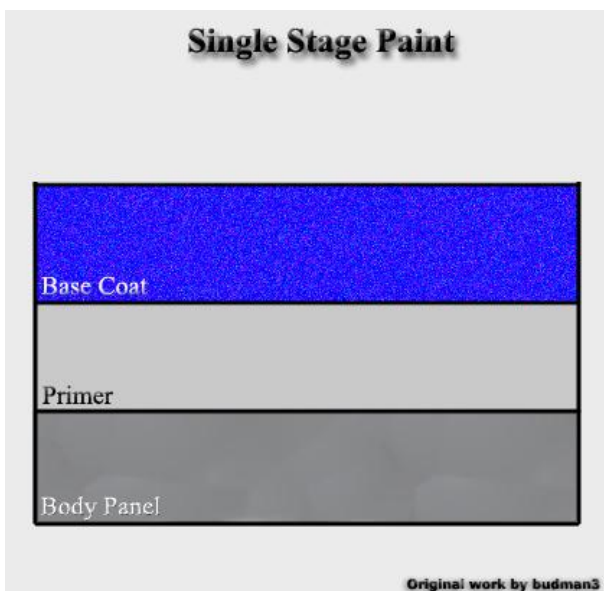 Single Stage Paint
Base Coat
Primer
Body Panel
Original work by budman3